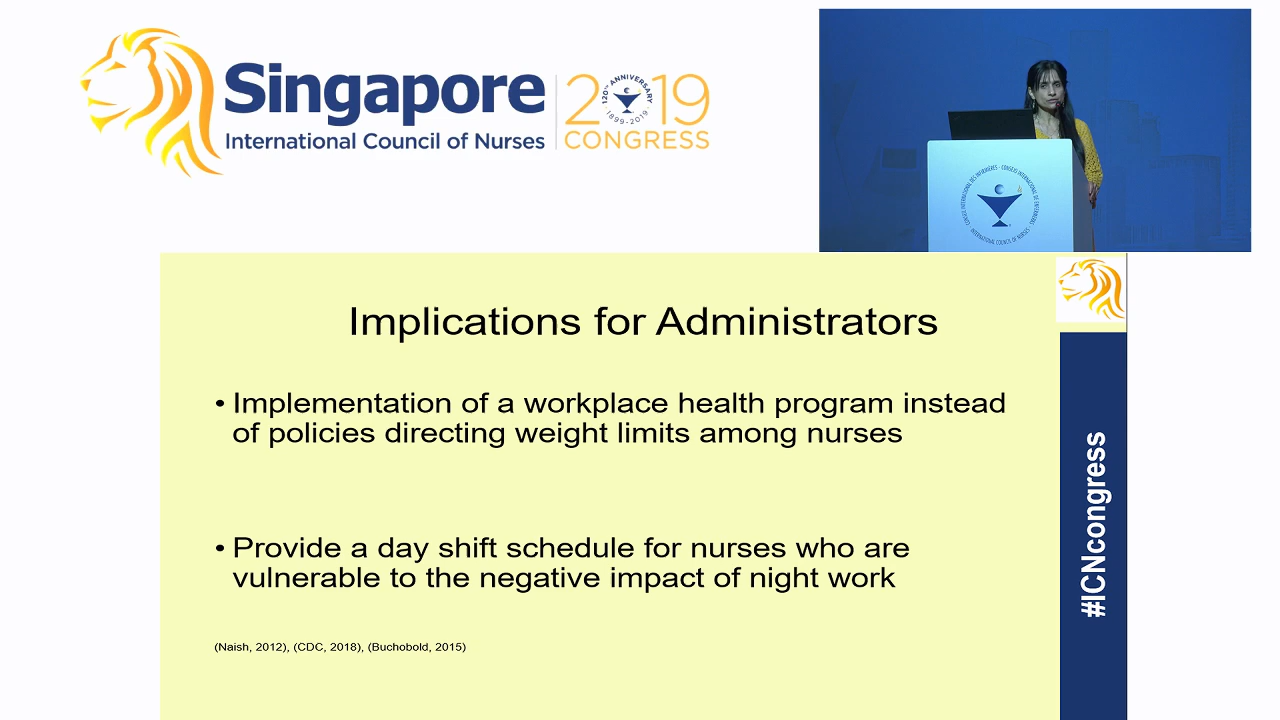 Singapore
International Council of Nurses
2019
120TH ANNIVERSARY
1899-2019
CONGRESS
Implications for Administrators
• Implementation of a workplace health program instead
of policies directing weight limits among nurses
• Provide a day shift schedule for nurses who are
vulnerable to the negative impact of night work
(Naish, 2012), (CDC, 2018), (Buchobold, 2015)
#ICNcongress